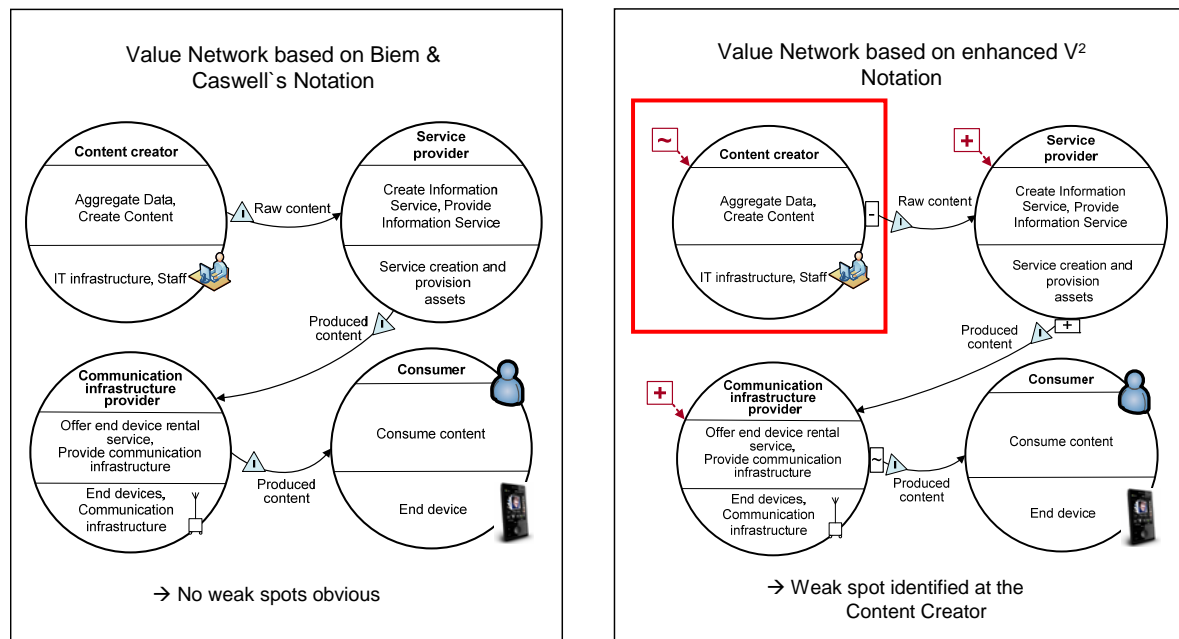 Value Network based on Biem &
Caswell`s Notation
Content creator
Aggregate Data,
Create Content
IT infrastructure, Staff
I
Raw content
Service
provider
Create Information
Service, Provide
Information Service
Service creation and
provision
assets
Produced
content
I
Communication
infrastructure
provider
Offer end device rental
service,
Provide communication
infrastructure
End devices,
Communication
infrastructure
I
Produced
content
Consumer
Consume content
End device
→ No weak spots obvious
Value Network based on enhanced V²
Notation
~
Content creator
Aggregate Data,
Create Content
IT infrastructure, Staff
-
I
Raw content
+
Service
provider
Create Information
Service, Provide
Information Service
Service creation and
provision
assets
+
Produced
content
I
+
Communication
infrastructure
provider
Offer end device rental
service,
Provide communication
infrastructure
End devices,
Communication
infrastructure
~
I
Produced
content
Consumer
Consume content
End device
→ Weak spot identified at the
Content Creator